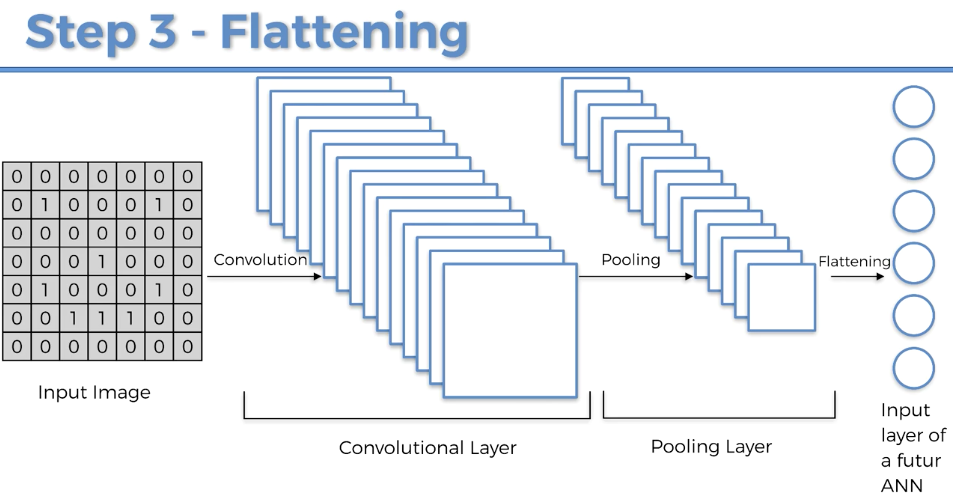 Step 3 - Flattening
0 0 0 0 0 0 0
0 1 0 0 0 1 0
0 0 0 0 0 0 0
0 0 0 1 0 0 0
0 1 0 0 0 1 0
0 0 1 1 1 0 0
0 0 0 0 0 0 0
Input Image
Convolution
Convolutional Layer
Pooling
Pooling Layer
Flattening
Input
layer of
a futur
ANN